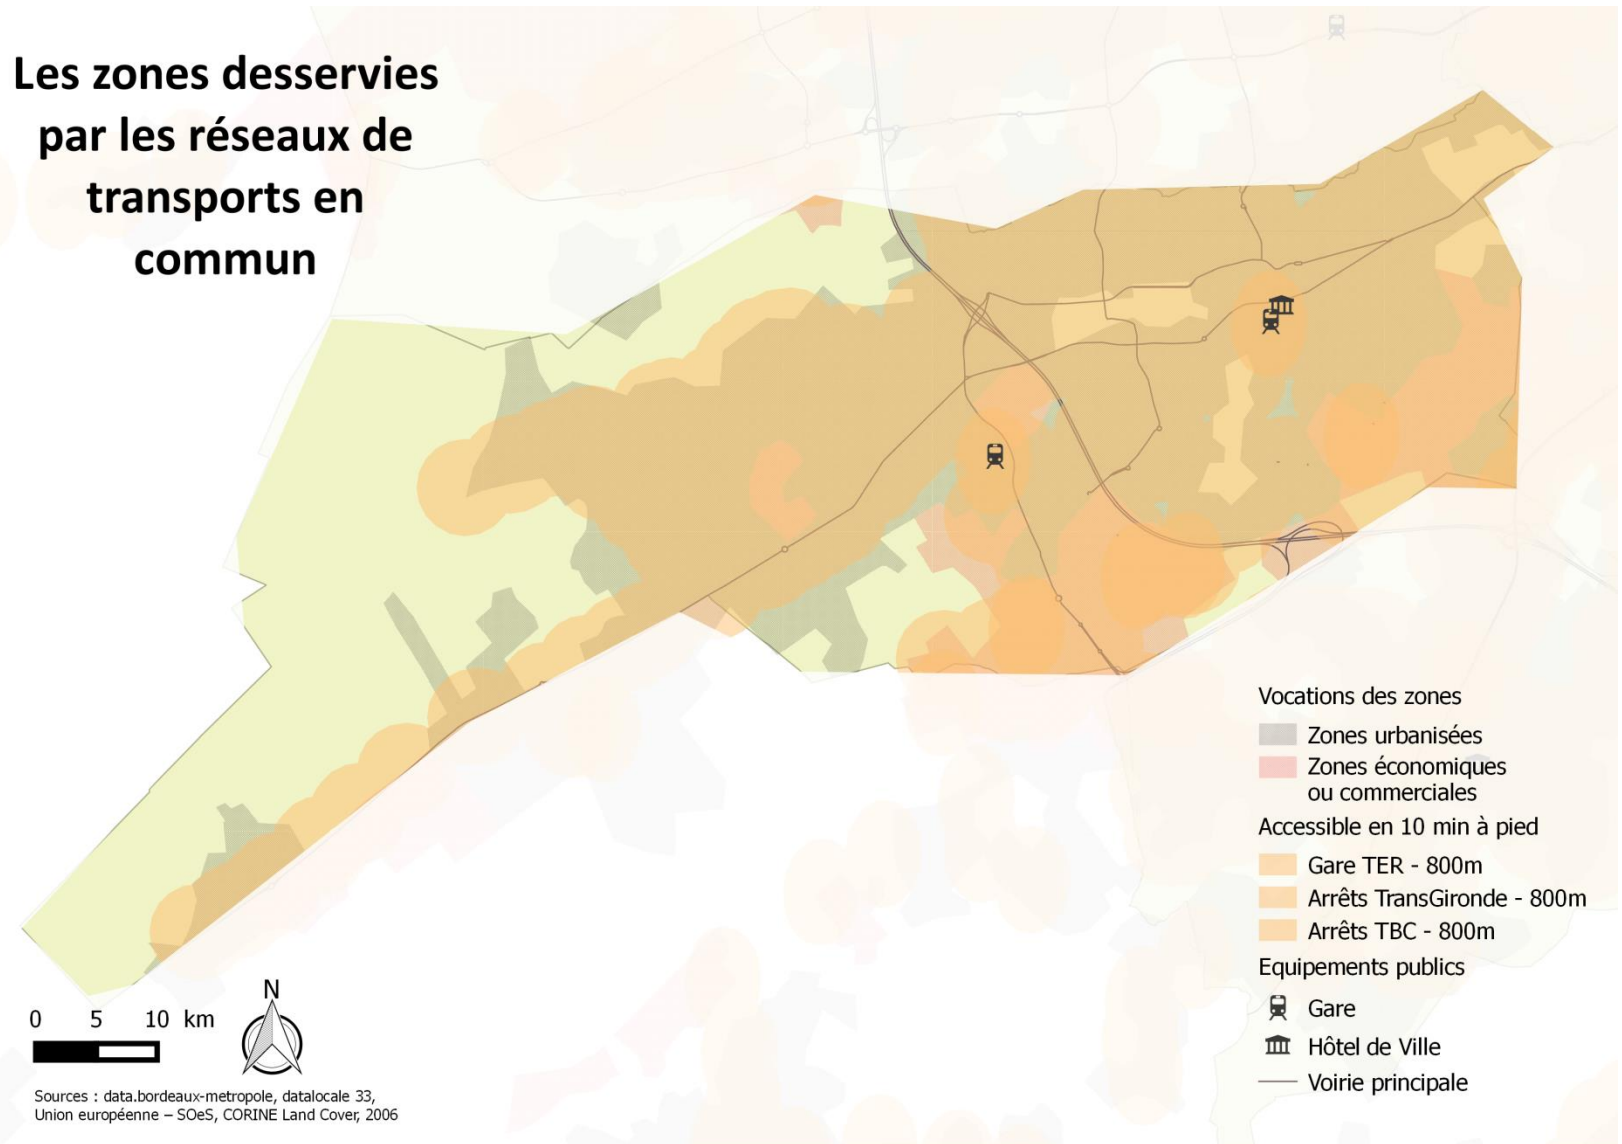 Les zones desservies
par les réseaux de
transports en
commun
Vocations des zones
Zones urbanisées
Zones économiques
ou commerciales
Accessible en 10 min à pied
Gare TER - 800m
Arrêts TransGironde - 800m
Arrêts TBC - 800m
Equipements publics
Gare
Hôtel de Ville
Voirie principale
N
0 5 10 km
Sources : data.bordeaux-metropole, datalocale 33,
Union européenne – SOeS, CORINE Land Cover, 2006